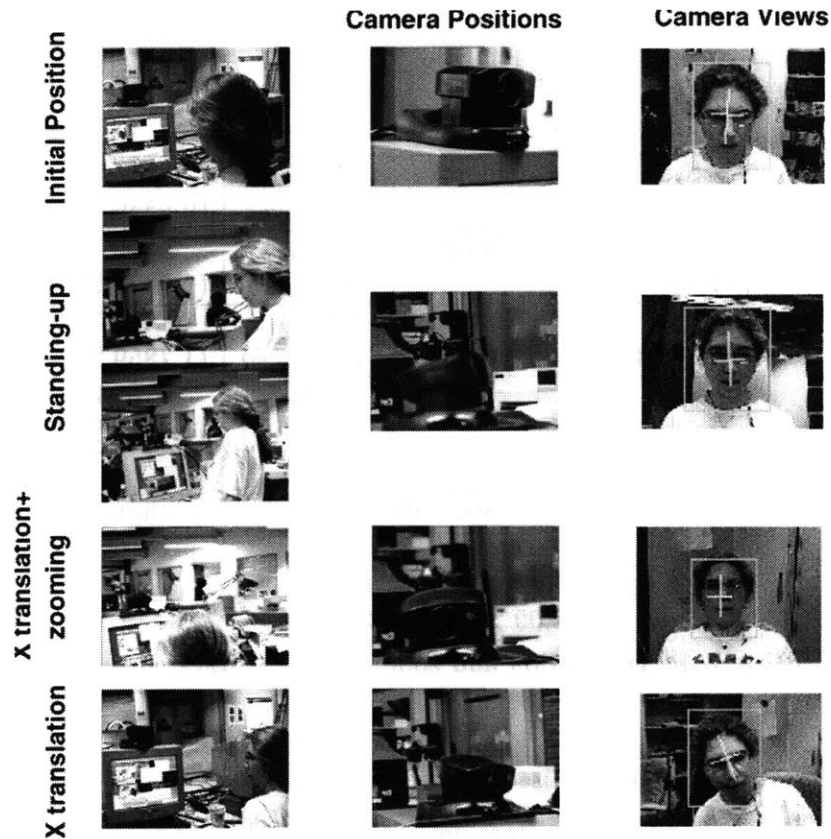 Camera Positions
Camera Views
Initial Position
Standing-up
X translation+
zooming
X translation